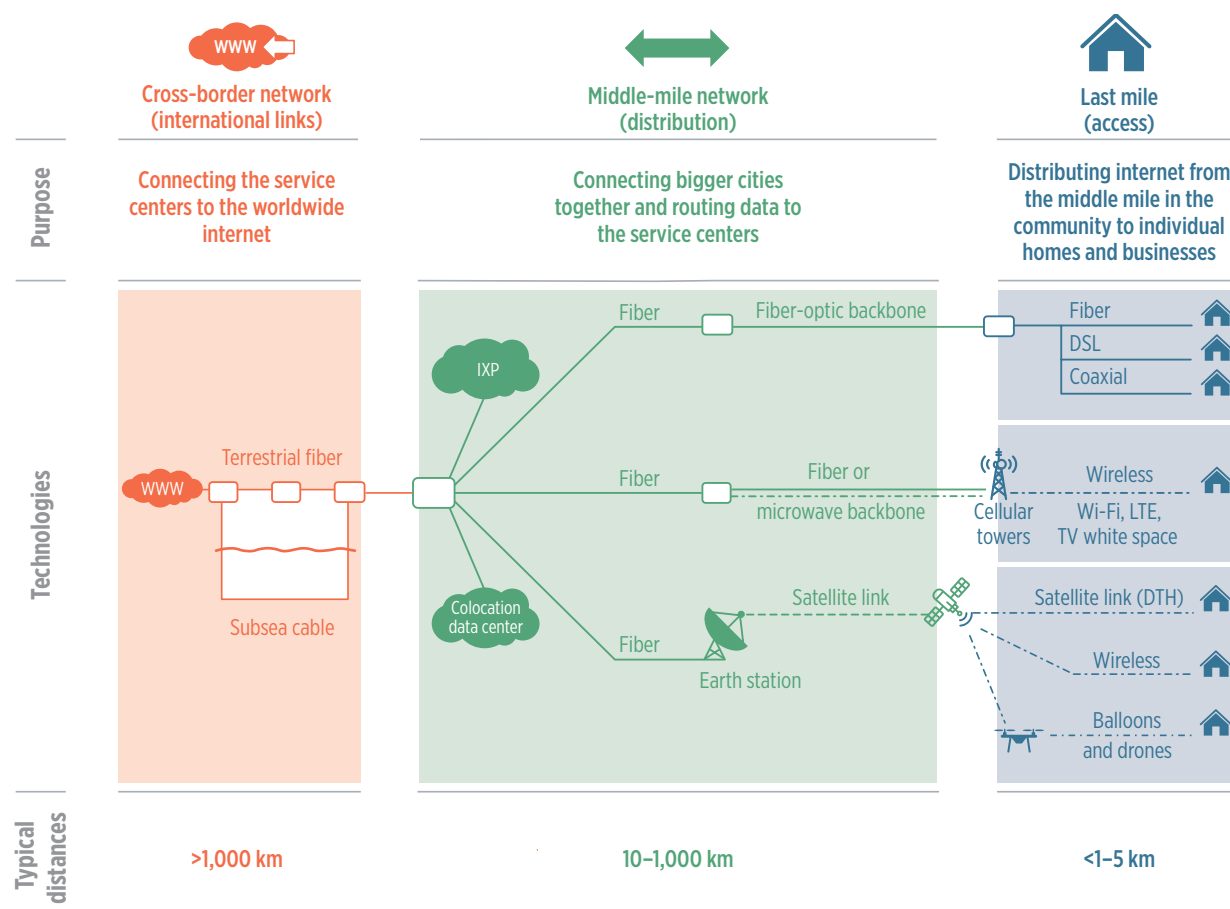 WWW
Cross-border network
(international links)
Middle-mile network
(distribution)
Last mile
(access)
Purpose
Connecting the service
centers to the worldwide
internet
Connecting bigger cities
together and routing data to
the service centers
Distributing internet from
the middle mile in the
community to individual
homes and businesses
Technologies
WWW
Terrestrial fiber
Subsea cable
IXP
Colocation
data center
Fiber
Fiber-optic backbone
Fiber
Fiber or
microwave backbone
Fiber
Earth station
Satellite link
Fiber
DSL
Coaxial
Cellular
towers
Wireless
Wi-Fi, LTE,
TV white space
Satellite link (DTH)
Wireless
Balloons
and drones
Typical
distances
>1,000 km
10–1,000 km
<1–5 km